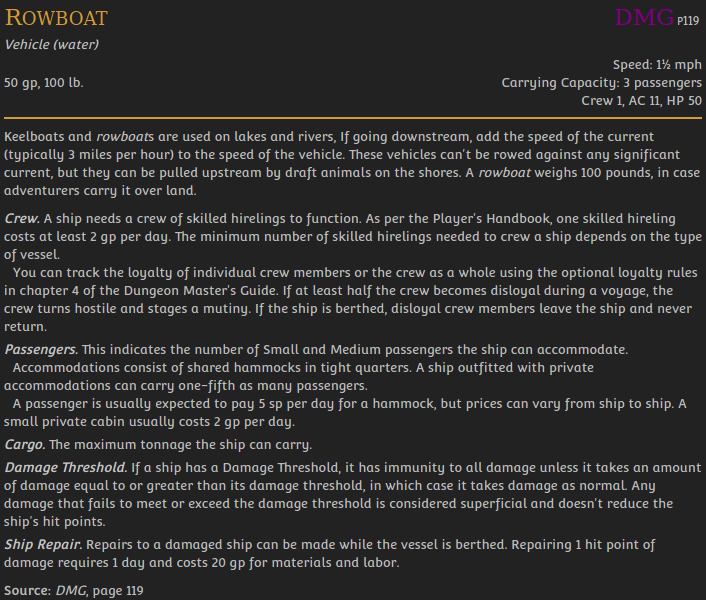 ROWBOAT
DMG P119
Vehicle (water)
Speed: 1½ mph
50 gp, 100 lb.
Carrying Capacity: 3 passengers
Crew 1, AC 11, HP 50
Keelboats and rowboats are used on lakes and rivers, If going downstream, add the speed of the current
(typically 3 miles per hour) to the speed of the vehicle. These vehicles can't be rowed against any significant
current, but they can be pulled upstream by draft animals on the shores. A rowboat weighs 100 pounds, in case
adventurers carry it over land.
Crew. A ship needs a crew of skilled hirelings to function. As per the Player's Handbook, one skilled hireling
costs at least 2 gp per day. The minimum number of skilled hirelings needed to crew a ship depends on the type
of vessel.
You can track the loyalty of individual crew members or the crew as a whole using the optional loyalty rules
in chapter 4 of the Dungeon Master's Guide. If at least half the crew becomes disloyal during a voyage, the
crew turns hostile and stages a mutiny. If the ship is berthed, disloyal crew members leave the ship and never
return.
Passengers. This indicates the number of Small and Medium passengers the ship can accommodate.
Accommodations consist of shared hammocks in tight quarters. A ship outfitted with private
accommodations can carry one-fifth as many passengers.
A passenger is usually expected to pay 5 sp per day for a hammock, but prices can vary from ship to ship. A
small private cabin usually costs 2 gp per day.
Cargo. The maximum tonnage the ship can carry.
Damage Threshold. If a ship has a Damage Threshold, it has immunity to all damage unless it takes an amount
of damage equal to or greater than its damage threshold, in which case it takes damage as normal. Any
damage that fails to meet or exceed the damage threshold is considered superficial and doesn't reduce the
ship's hit points.
Ship Repair. Repairs to a damaged ship can be made while the vessel is berthed. Repairing 1 hit point of
damage requires 1 day and costs 20 gp for materials and labor.
Source: DMG, page 119